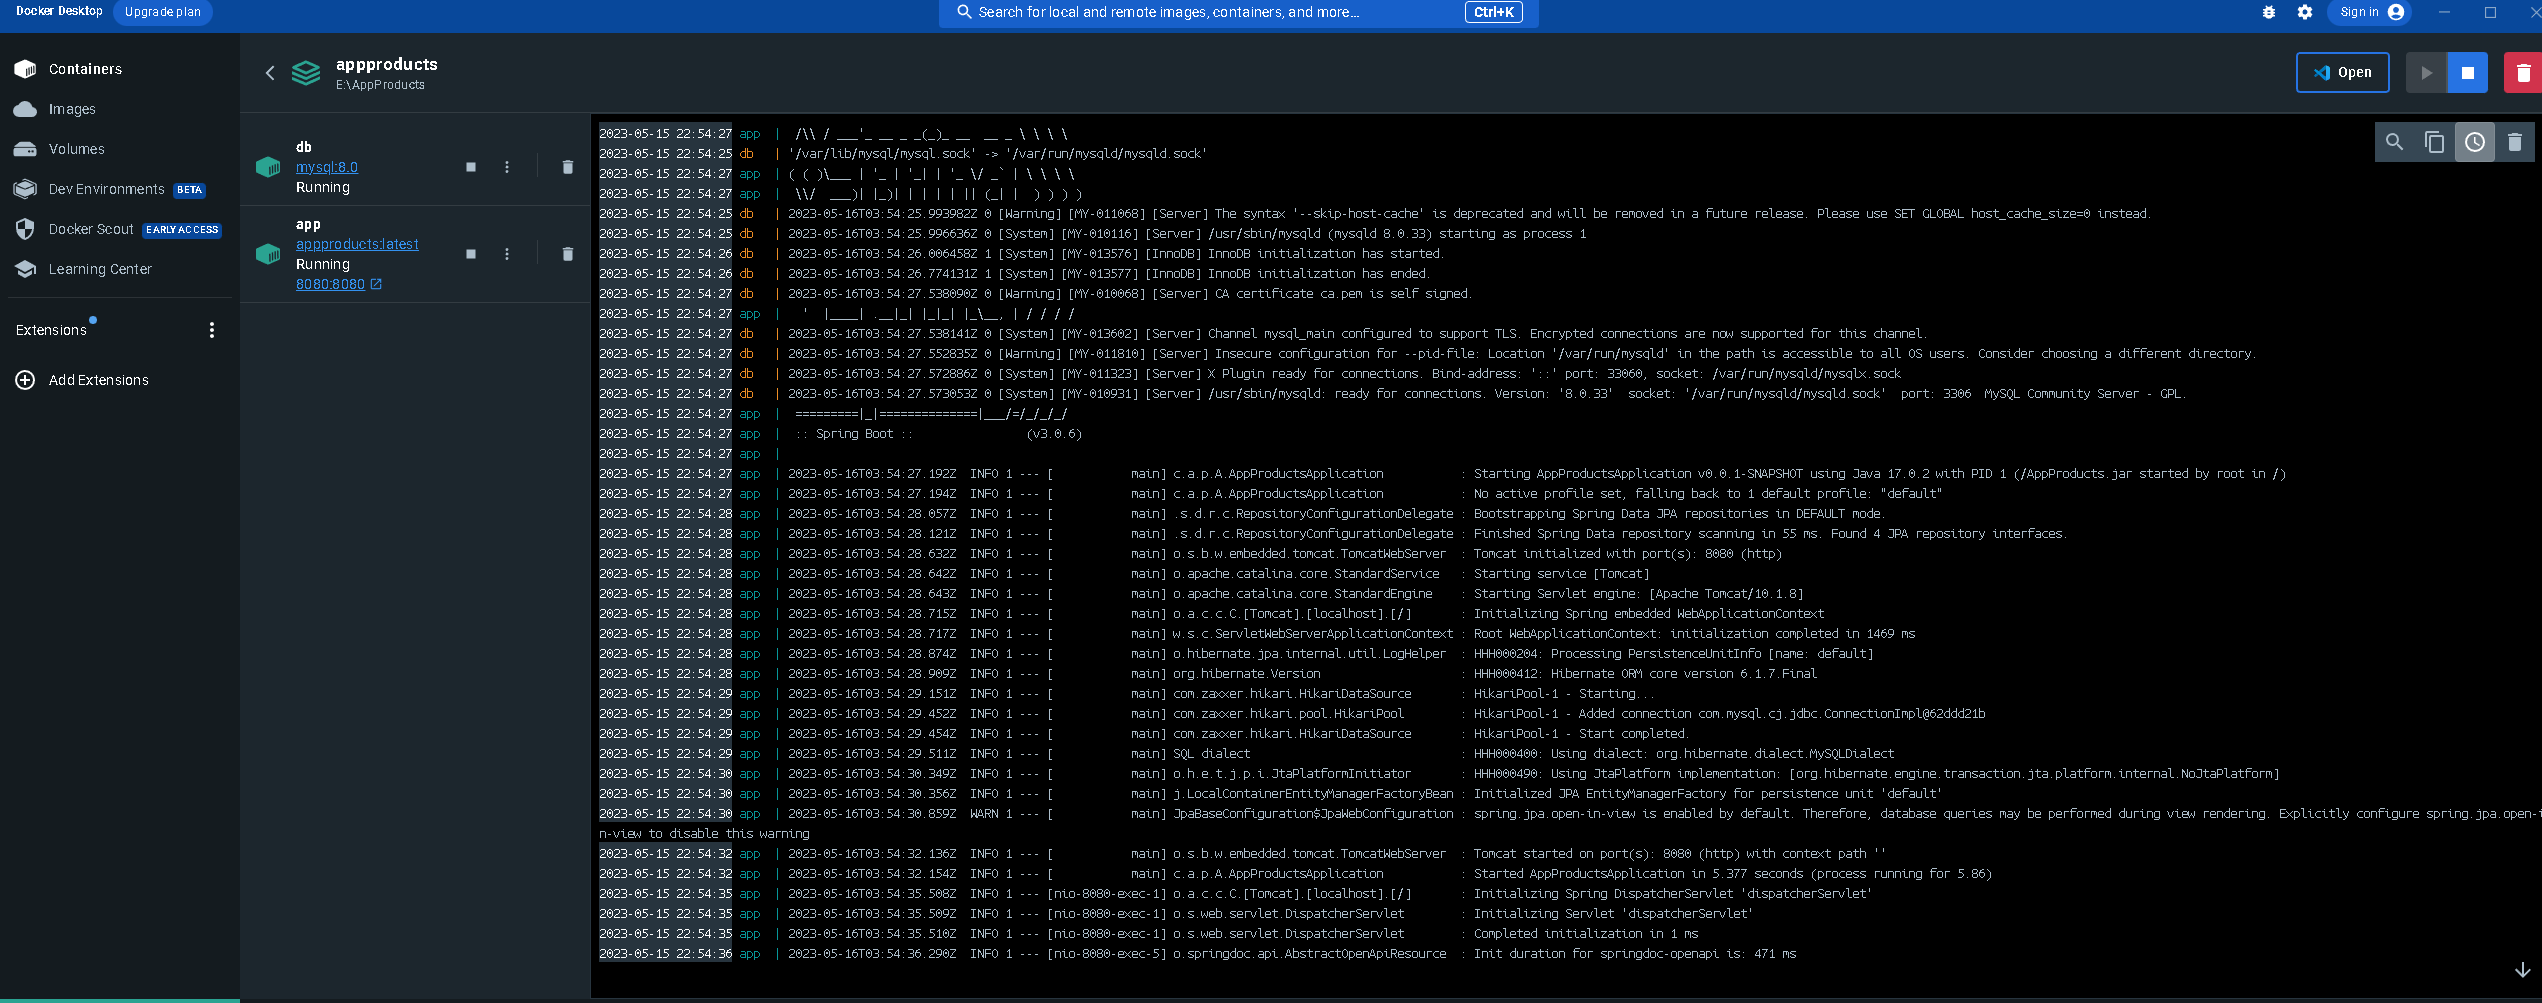 Docker Desktop
Upgrade plan
Search for local and remote images, containers, and more...
Ctrl+K
Sign in
Containers
Images
Volumes
Dev Environments BETA
Docker Scout EARLY ACCESS
Learning Center
Extensions
Add Extensions
appproducts
E:\AppProducts
Open
db
mysql:8.0
Running
app
appproducts:latest
Running
8080:8080
2023-05-15 22:54:27 app  |  /\\ / ___'_ __ _ _(_)_ __  __ _ \ \ \ \
2023-05-15 22:54:25 db   | '/var/lib/mysql/mysql.sock' -> '/var/run/mysqld/mysqld.sock'
2023-05-15 22:54:27 app  | ( ( )\___ | '_ | '_| | '_ \/ _` | \ \ \ \
2023-05-15 22:54:27 app  |  \\/  ___)| |_)| | | | | || (_| |  ) ) ) )
2023-05-15 22:54:25 db   | 2023-05-16T03:54:25.993982Z 0 [Warning] [MY-011068] [Server] The syntax '--skip-host-cache' is deprecated and will be removed in a future release. Please use SET GLOBAL host_cache_size=0 instead.
2023-05-15 22:54:25 db   | 2023-05-16T03:54:25.996636Z 0 [System] [MY-010116] [Server] /usr/sbin/mysqld (mysqld 8.0.33) starting as process 1
2023-05-15 22:54:26 db   | 2023-05-16T03:54:26.006458Z 1 [System] [MY-013576] [InnoDB] InnoDB initialization has started.
2023-05-15 22:54:26 db   | 2023-05-16T03:54:26.774131Z 1 [System] [MY-013577] [InnoDB] InnoDB initialization has ended.
2023-05-15 22:54:27 db   | 2023-05-16T03:54:27.538090Z 0 [Warning] [MY-010068] [Server] CA certificate ca.pem is self signed.
2023-05-15 22:54:27 app  |   '  |____| .__|_| |_|_| |_\__, | / / / /
2023-05-15 22:54:27 db   | 2023-05-16T03:54:27.538141Z 0 [System] [MY-013602] [Server] Channel mysql_main configured to support TLS. Encrypted connections are now supported for this channel.
2023-05-15 22:54:27 db   | 2023-05-16T03:54:27.552835Z 0 [Warning] [MY-011810] [Server] Insecure configuration for --pid-file: Location '/var/run/mysqld' in the path is accessible to all OS users. Consider choosing a different directory.
2023-05-15 22:54:27 db   | 2023-05-16T03:54:27.572886Z 0 [System] [MY-011323] [Server] X Plugin ready for connections. Bind-address: '::' port: 33060, socket: /var/run/mysqld/mysqlx.sock
2023-05-15 22:54:27 db   | 2023-05-16T03:54:27.573053Z 0 [System] [MY-010931] [Server] /usr/sbin/mysqld: ready for connections. Version: '8.0.33'  socket: '/var/run/mysqld/mysqld.sock'  port: 3306  MySQL Community Server - GPL.
2023-05-15 22:54:27 app  |  =========|_|==============|___/=/_/_/_/
2023-05-15 22:54:27 app  |  :: Spring Boot ::                (v3.0.6)
2023-05-15 22:54:27 app  |
2023-05-15 22:54:27 app  | 2023-05-16T03:54:27.192Z  INFO 1 --- [           main] c.a.p.A.AppProductsApplication           : Starting AppProductsApplication v0.0.1-SNAPSHOT using Java 17.0.2 with PID 1 (/AppProducts.jar started by root in /)
2023-05-15 22:54:27 app  | 2023-05-16T03:54:27.194Z  INFO 1 --- [           main] c.a.p.A.AppProductsApplication           : No active profile set, falling back to 1 default profile: "default"
2023-05-15 22:54:28 app  | 2023-05-16T03:54:28.057Z  INFO 1 --- [           main] .s.d.r.c.RepositoryConfigurationDelegate : Bootstrapping Spring Data JPA repositories in DEFAULT mode.
2023-05-15 22:54:28 app  | 2023-05-16T03:54:28.121Z  INFO 1 --- [           main] .s.d.r.c.RepositoryConfigurationDelegate : Finished Spring Data repository scanning in 55 ms. Found 4 JPA repository interfaces.
2023-05-15 22:54:28 app  | 2023-05-16T03:54:28.632Z  INFO 1 --- [           main] o.s.b.w.embedded.tomcat.TomcatWebServer  : Tomcat initialized with port(s): 8080 (http)
2023-05-15 22:54:28 app  | 2023-05-16T03:54:28.642Z  INFO 1 --- [           main] o.apache.catalina.core.StandardService   : Starting service [Tomcat]
2023-05-15 22:54:28 app  | 2023-05-16T03:54:28.643Z  INFO 1 --- [           main] o.apache.catalina.core.StandardEngine    : Starting Servlet engine: [Apache Tomcat/10.1.8]
2023-05-15 22:54:28 app  | 2023-05-16T03:54:28.715Z  INFO 1 --- [           main] o.a.c.c.C.[Tomcat].[localhost].[/]       : Initializing Spring embedded WebApplicationContext
2023-05-15 22:54:28 app  | 2023-05-16T03:54:28.717Z  INFO 1 --- [           main] w.s.c.ServletWebServerApplicationContext : Root WebApplicationContext: initialization completed in 1469 ms
2023-05-15 22:54:28 app  | 2023-05-16T03:54:28.874Z  INFO 1 --- [           main] o.hibernate.jpa.internal.util.LogHelper  : HHH000204: Processing PersistenceUnitInfo [name: default]
2023-05-15 22:54:28 app  | 2023-05-16T03:54:28.909Z  INFO 1 --- [           main] org.hibernate.Version                    : HHH000412: Hibernate ORM core version 6.1.7.Final
2023-05-15 22:54:29 app  | 2023-05-16T03:54:29.151Z  INFO 1 --- [           main] com.zaxxer.hikari.HikariDataSource       : HikariPool-1 - Starting...
2023-05-15 22:54:29 app  | 2023-05-16T03:54:29.452Z  INFO 1 --- [           main] com.zaxxer.hikari.pool.HikariPool        : HikariPool-1 - Added connection com.mysql.cj.jdbc.ConnectionImpl@62ddd21b
2023-05-15 22:54:29 app  | 2023-05-16T03:54:29.454Z  INFO 1 --- [           main] com.zaxxer.hikari.HikariDataSource       : HikariPool-1 - Start completed.
2023-05-15 22:54:29 app  | 2023-05-16T03:54:29.511Z  INFO 1 --- [           main] SQL dialect                              : HHH000400: Using dialect: org.hibernate.dialect.MySQLDialect
2023-05-15 22:54:30 app  | 2023-05-16T03:54:30.349Z  INFO 1 --- [           main] o.h.e.t.j.p.i.JtaPlatformInitiator       : HHH000490: Using JtaPlatform implementation: [org.hibernate.engine.transaction.jta.platform.internal.NoJtaPlatform]
2023-05-15 22:54:30 app  | 2023-05-16T03:54:30.356Z  INFO 1 --- [           main] j.LocalContainerEntityManagerFactoryBean : Initialized JPA EntityManagerFactory for persistence unit 'default'
2023-05-15 22:54:30 app  | 2023-05-16T03:54:30.859Z  WARN 1 --- [           main] JpaBaseConfiguration$JpaWebConfiguration : spring.jpa.open-in-view is enabled by default. Therefore, database queries may be performed during view rendering. Explicitly configure spring.jpa.open-i
n-view to disable this warning
2023-05-15 22:54:32 app  | 2023-05-16T03:54:32.136Z  INFO 1 --- [           main] o.s.b.w.embedded.tomcat.TomcatWebServer  : Tomcat started on port(s): 8080 (http) with context path ''
2023-05-15 22:54:32 app  | 2023-05-16T03:54:32.154Z  INFO 1 --- [           main] c.a.p.A.AppProductsApplication           : Started AppProductsApplication in 5.377 seconds (process running for 5.86)
2023-05-15 22:54:35 app  | 2023-05-16T03:54:35.508Z  INFO 1 --- [nio-8080-exec-1] o.a.c.c.C.[Tomcat].[localhost].[/]       : Initializing Spring DispatcherServlet 'dispatcherServlet'
2023-05-15 22:54:35 app  | 2023-05-16T03:54:35.509Z  INFO 1 --- [nio-8080-exec-1] o.s.web.servlet.DispatcherServlet        : Initializing Servlet 'dispatcherServlet'
2023-05-15 22:54:35 app  | 2023-05-16T03:54:35.510Z  INFO 1 --- [nio-8080-exec-1] o.s.web.servlet.DispatcherServlet        : Completed initialization in 1 ms
2023-05-15 22:54:36 app  | 2023-05-16T03:54:36.290Z  INFO 1 --- [nio-8080-exec-5] o.springdoc.api.AbstractOpenApiResource  : Init duration for springdoc-openapi is: 471 ms